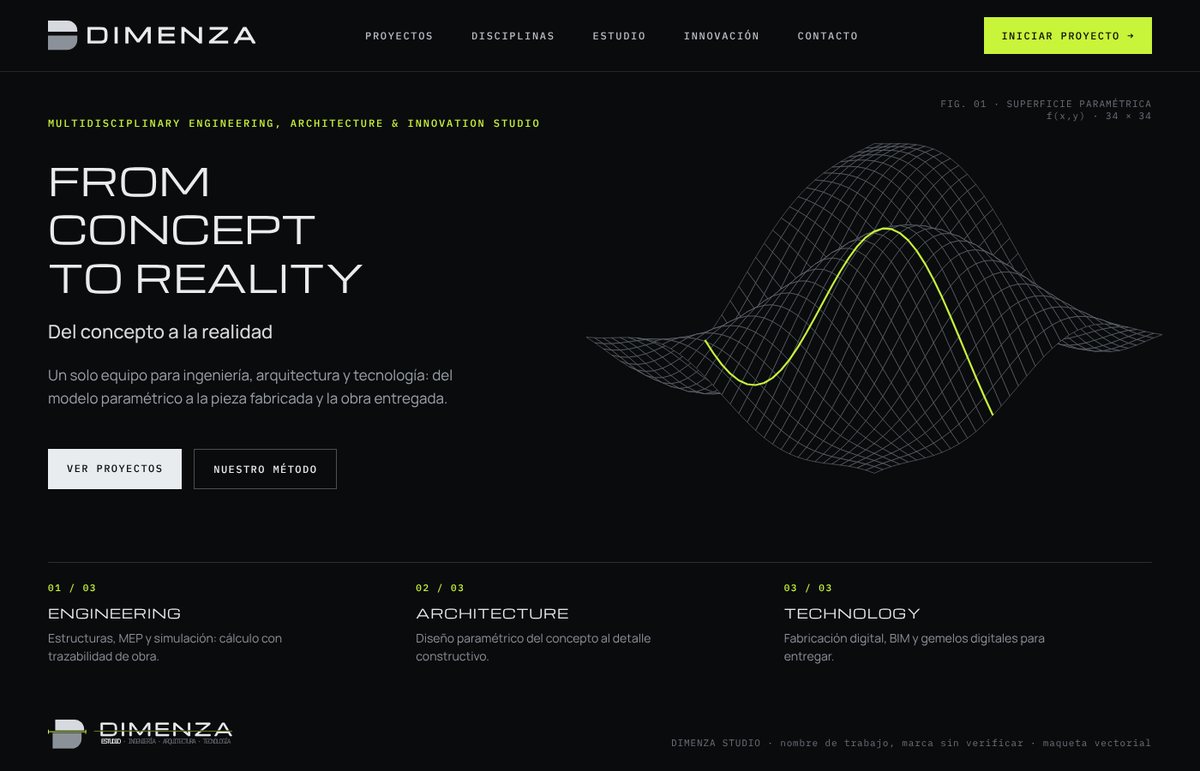 DIMENZA
PROYECTOS DISCIPLINAS ESTUDIO INNOVACIÓN CONTACTO
INICIAR PROYECTO →
FIG. 01 · SUPERFICIE PARAMÉTRICA
f(x,y) · 34 × 34
MULTIDISCIPLINARY ENGINEERING, ARCHITECTURE & INNOVATION STUDIO
FROM
CONCEPT
TO REALITY
Del concepto a la realidad
Un solo equipo para ingeniería, arquitectura y tecnología: del
modelo paramétrico a la pieza fabricada y la obra entregada.
VER PROYECTOS
NUESTRO MÉTODO
01 / 03
ENGINEERING
Estructuras, MEP y simulación: cálculo con
trazabilidad de obra.
02 / 03
ARCHITECTURE
Diseño paramétrico del concepto al detalle
constructivo.
03 / 03
TECHNOLOGY
Fabricación digital, BIM y gemelos digitales para
entregar.
DIMENZA
ESTUDIO · INGENIERÍA · ARQUITECTURA · TECNOLOGÍA
DIMENZA STUDIO · nombre de trabajo, marca sin verificar · maqueta vectorial